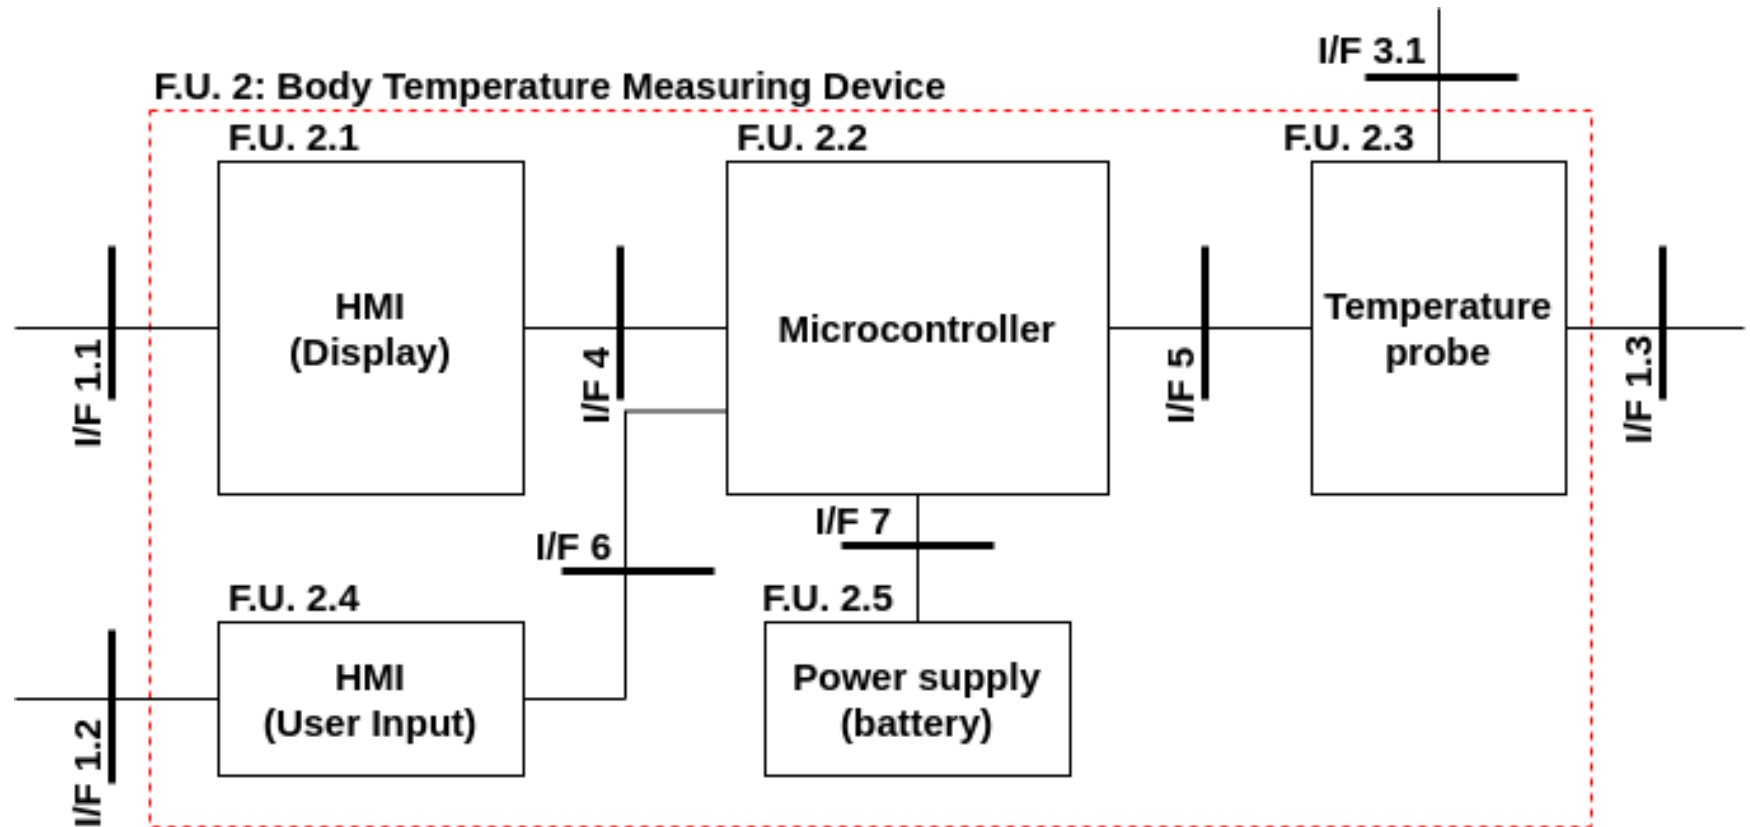 I/F 3.1
F.U. 2: Body Temperature Measuring Device
F.U. 2.1
F.U. 2.2
F.U. 2.3
HMI
(Display)
Microcontroller
Temperature
probe
I/F 1.1
I/F 4
I/F 5
I/F 1.3
I/F 7
I/F 6
F.U. 2.4
F.U. 2.5
HMI
(User Input)
Power supply
(battery)
I/F 1.2